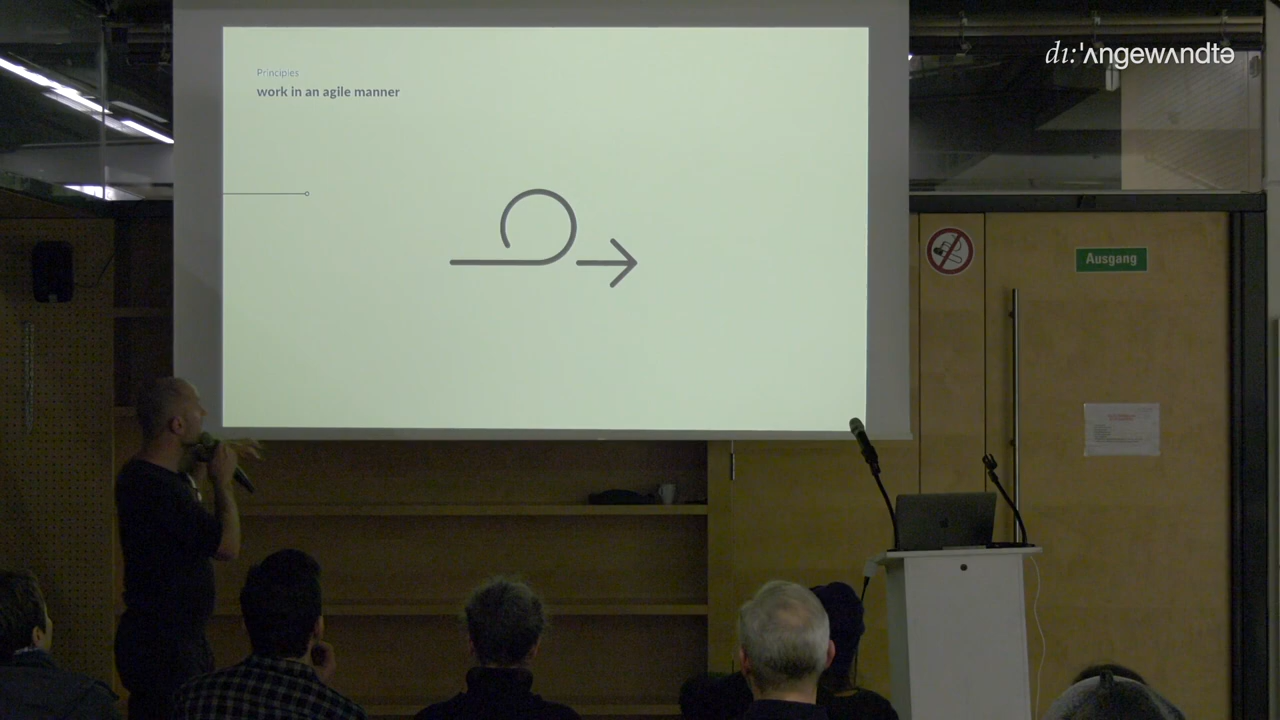 Principles
work in an agile manner
dı:'ʌngewʌndtə
Ausgang